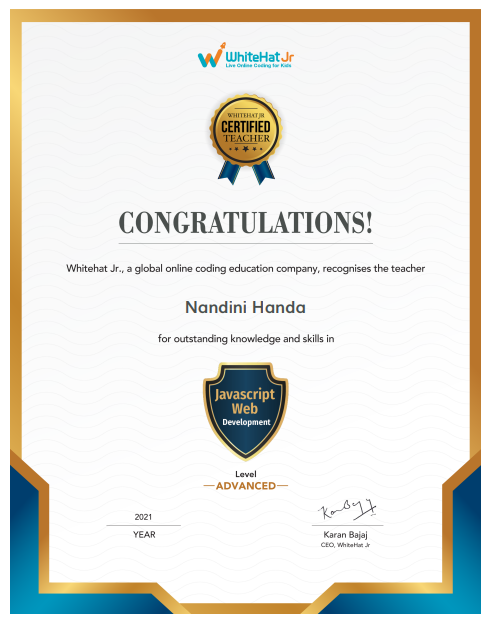 WhiteHat Jr
Live Online Coding for Kids
WHITEHAT JR
CERTIFIED
TEACHER
CONGRATULATIONS!
Whitehat Jr., a global online coding education company, recognises the teacher
Nandini Handa
for outstanding knowledge and skills in
Javascript
Web
Development
Level
ADVANCED
2021
YEAR
Karan Bajaj
CEO, WhiteHat Jr